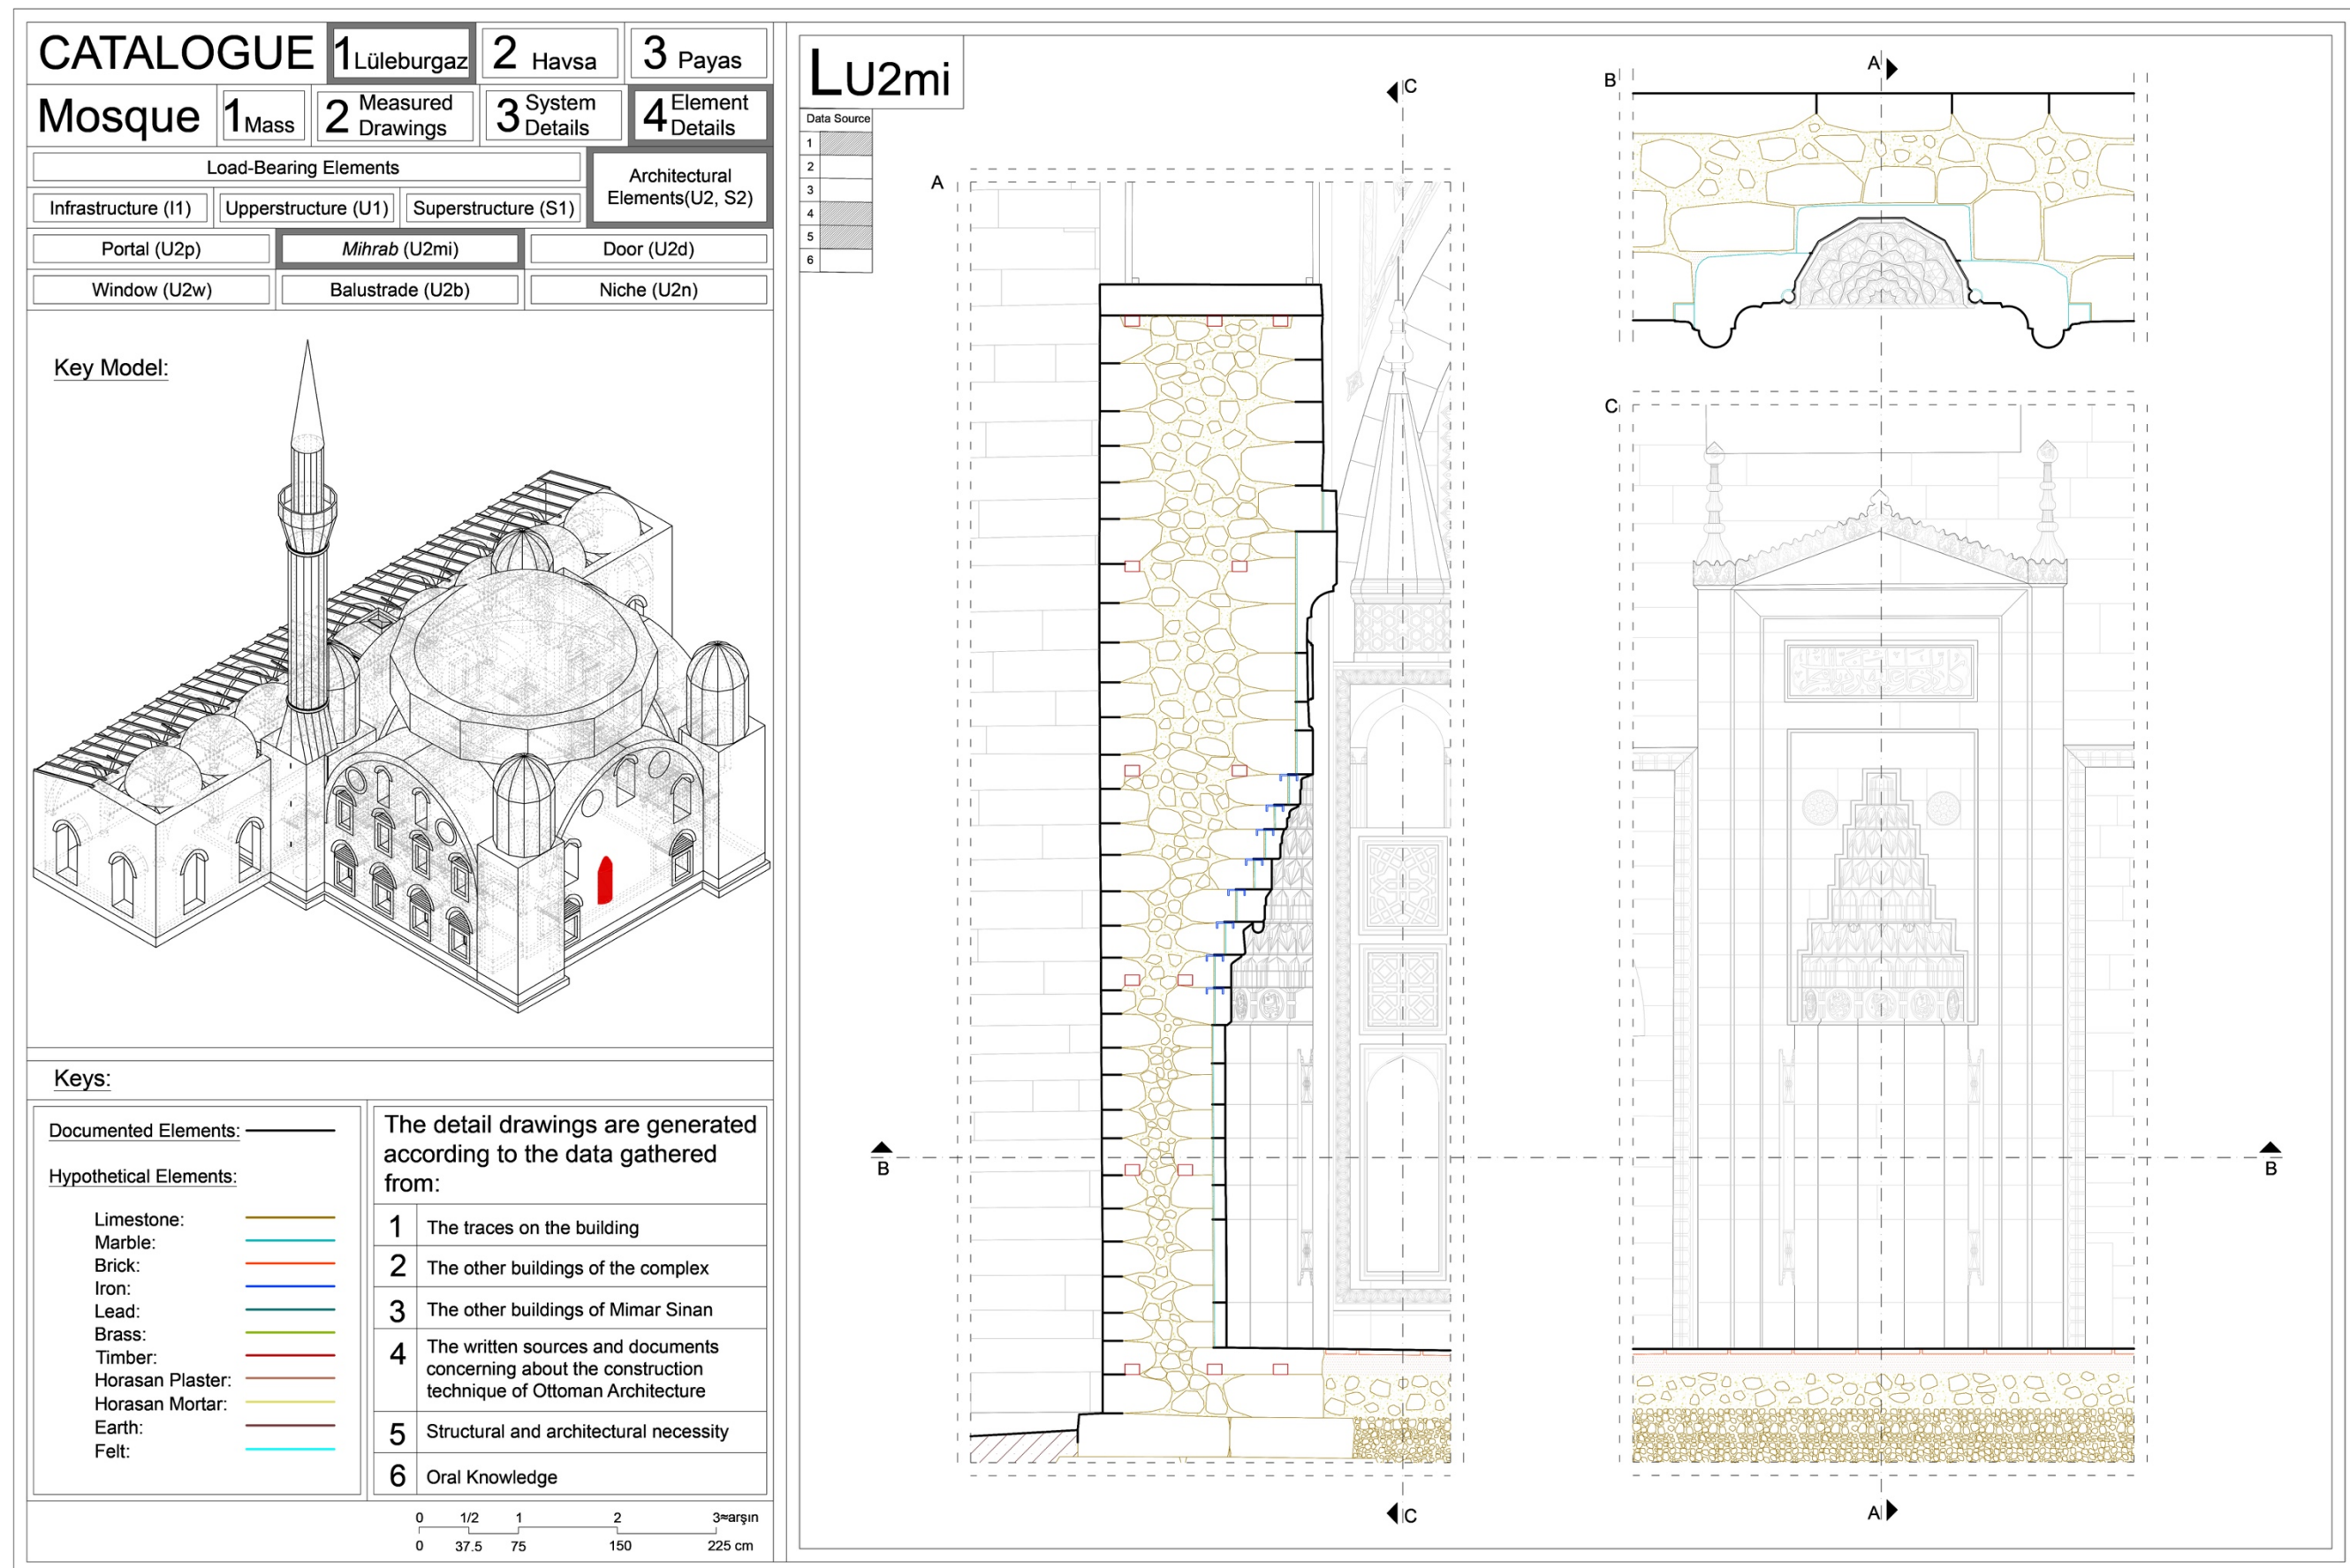 CATALOGUE 1 Lüleburgaz 2 Havsa 3 Payas
Mosque 1 Mass 2 Measured Drawings 3 System Details 4 Element Details
Load-Bearing Elements
Architectural
Elements(U2, S2)
Infrastructure (I1) Upperstructure (U1) Superstructure (S1)
Portal (U2p) Mihrab (U2mi) Door (U2d)
Window (U2w) Balustrade (U2b) Niche (U2n)
Key Model:
Keys:
Documented Elements:
Hypothetical Elements:
Limestone:
Marble:
Brick:
Iron:
Lead:
Brass:
Timber:
Horasan Plaster:
Horasan Mortar:
Earth:
Felt:
The detail drawings are generated
according to the data gathered
from:
1 The traces on the building
2 The other buildings of the complex
3 The other buildings of Mimar Sinan
4 The written sources and documents
concerning about the construction
technique of Ottoman Architecture
5 Structural and architectural necessity
6 Oral Knowledge
0 1/2 1 2 3≈arşın
0 37.5 75 150 225 cm
LU2mi
Data Source
1
2
3
4
5
6
A
C
B
A
C
B
B
C
A